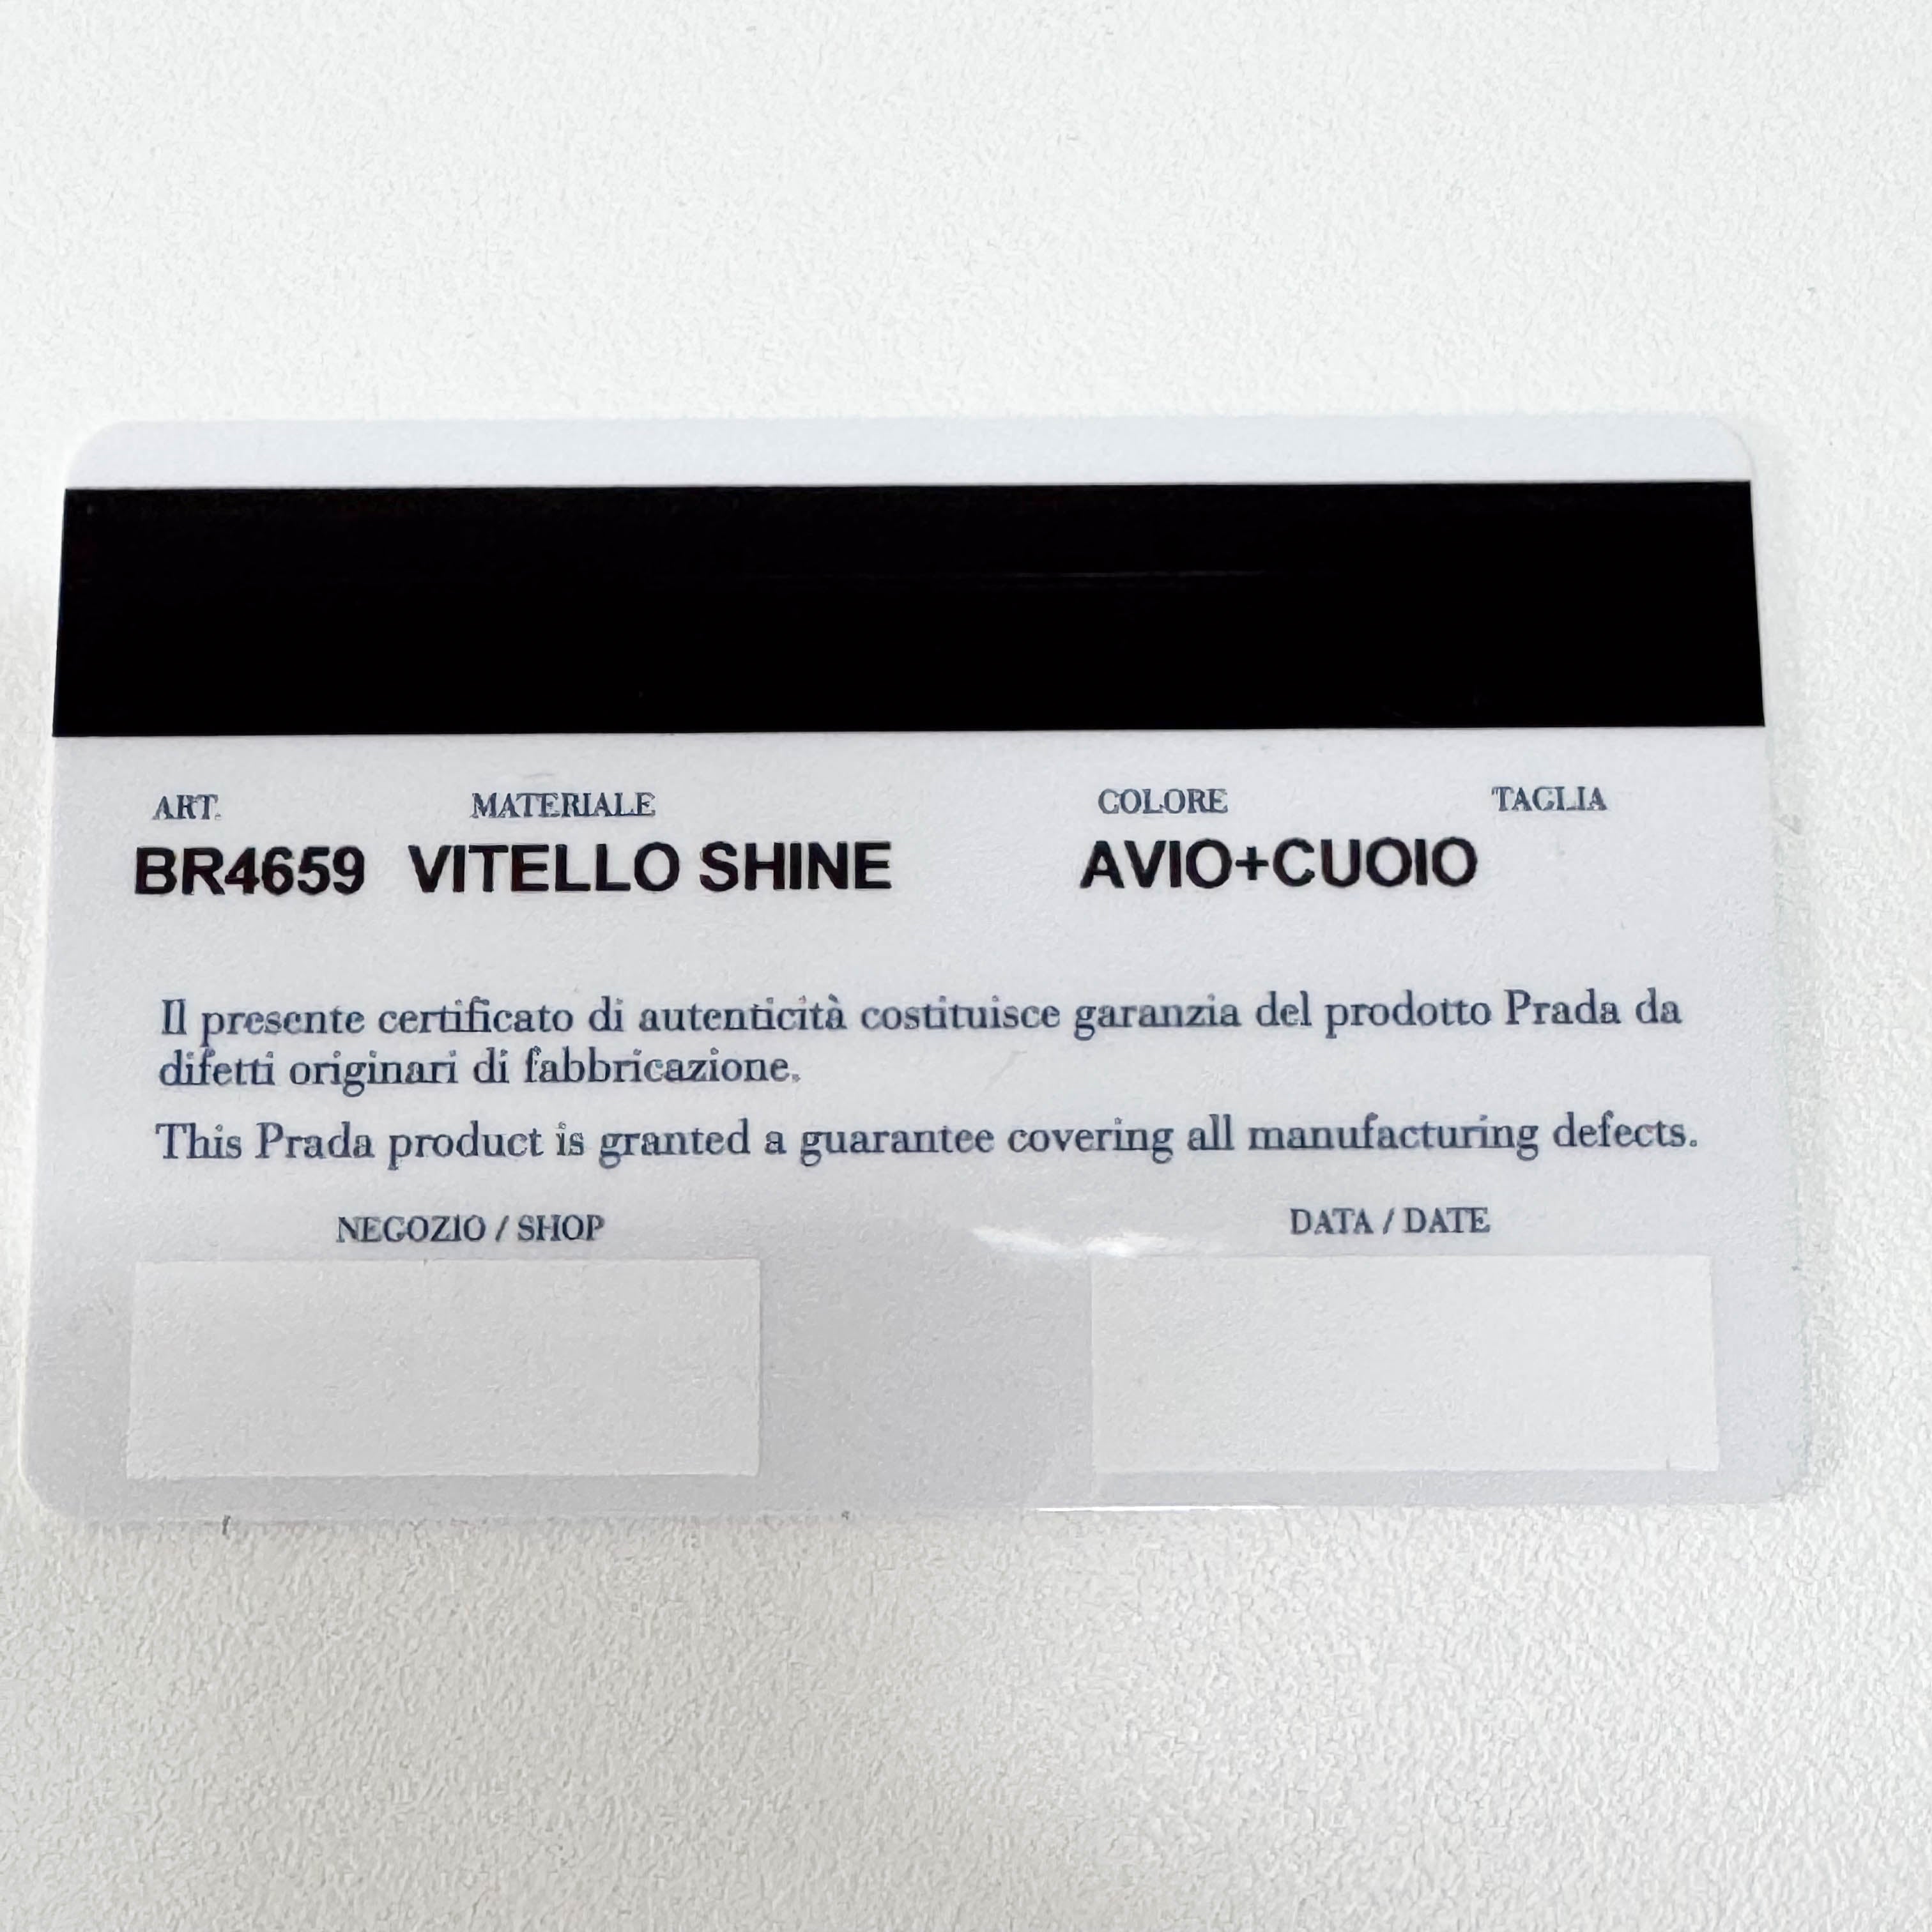 ART. MATERIALE COLORE TAGLIA
BR4659 VITELLO SHINE AVIO+CUOIO
Il presente certificato di autenticità costituisce garanzia del prodotto Prada da
difetti originari di fabbricazione.
This Prada product is granted a guarantee covering all manufacturing defects.
NEGOZIO / SHOP DATA / DATE